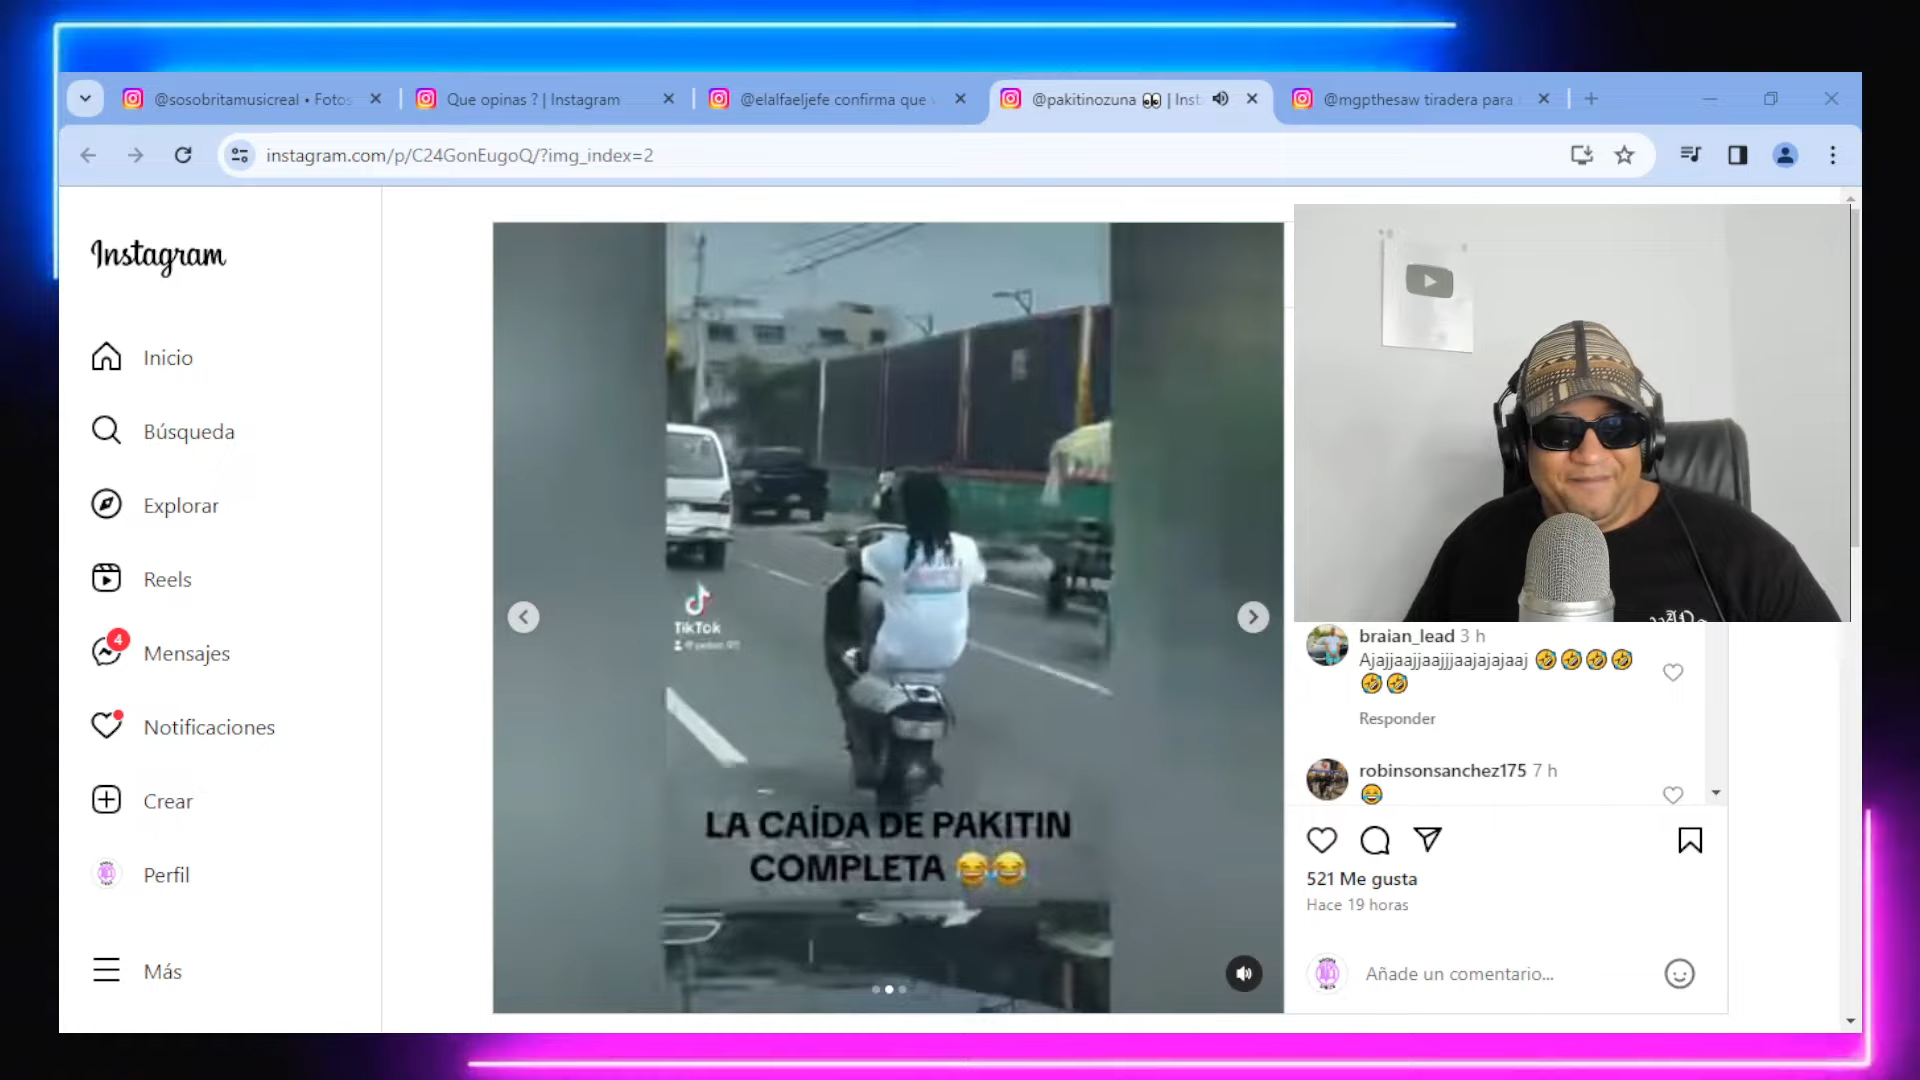 @sosobritamusicreal • Fotos
Que opinas ? | Instagram
@elalfaeljefe confirma que
@pakitinozuna 👀 | Inst
@mgpthesaw tiradera para
instagram.com/p/C24GonEugoQ/?img_index=2
Instagram
Inicio
Búsqueda
Explorar
Reels
4
Mensajes
Notificaciones
Crear
Perfil
Más
TikTok
LA CAÍDA DE PAKITIN
COMPLETA 😂😂
braian_lead 3 h
Ajajjaajjaajjjaajajajaaj 🤣🤣🤣🤣
🤣🤣
Responder
robinsonsanchez175 7 h
😂
521 Me gusta
Hace 19 horas
Añade un comentario...